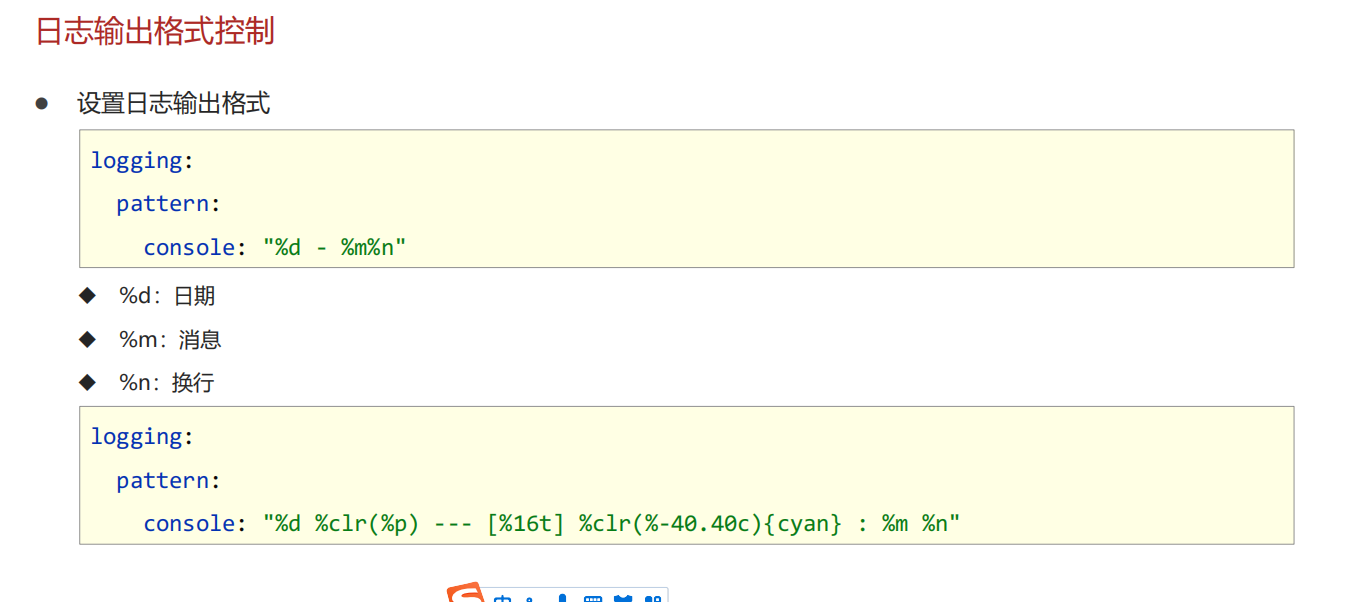 日志输出格式控制
设置日志输出格式
logging:
pattern:
console: "%d - %m%n"
%d：日期
%m：消息
%n：换行
logging:
pattern:
console: "%d %clr(%p) --- [%16t] %clr(%-40.40c){cyan} : %m %n"